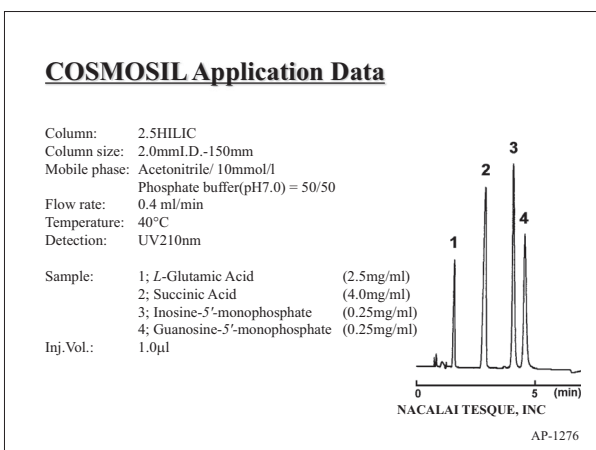 COSMOSIL Application Data
Column: 2.5HILIC
Column size: 2.0mmI.D.-150mm
Mobile phase: Acetonitrile/ 10mmol/l
Phosphate buffer(pH7.0) = 50/50
Flow rate: 0.4 ml/min
Temperature: 40°C
Detection: UV210nm
Sample: 1; L-Glutamic Acid (2.5mg/ml)
2; Succinic Acid (4.0mg/ml)
3; Inosine-5'-monophosphate (0.25mg/ml)
4; Guanosine-5'-monophosphate (0.25mg/ml)
Inj.Vol.: 1.0μl
1
2
3
4
0 5 (min)
NACALAI TESQUE, INC
AP-1276